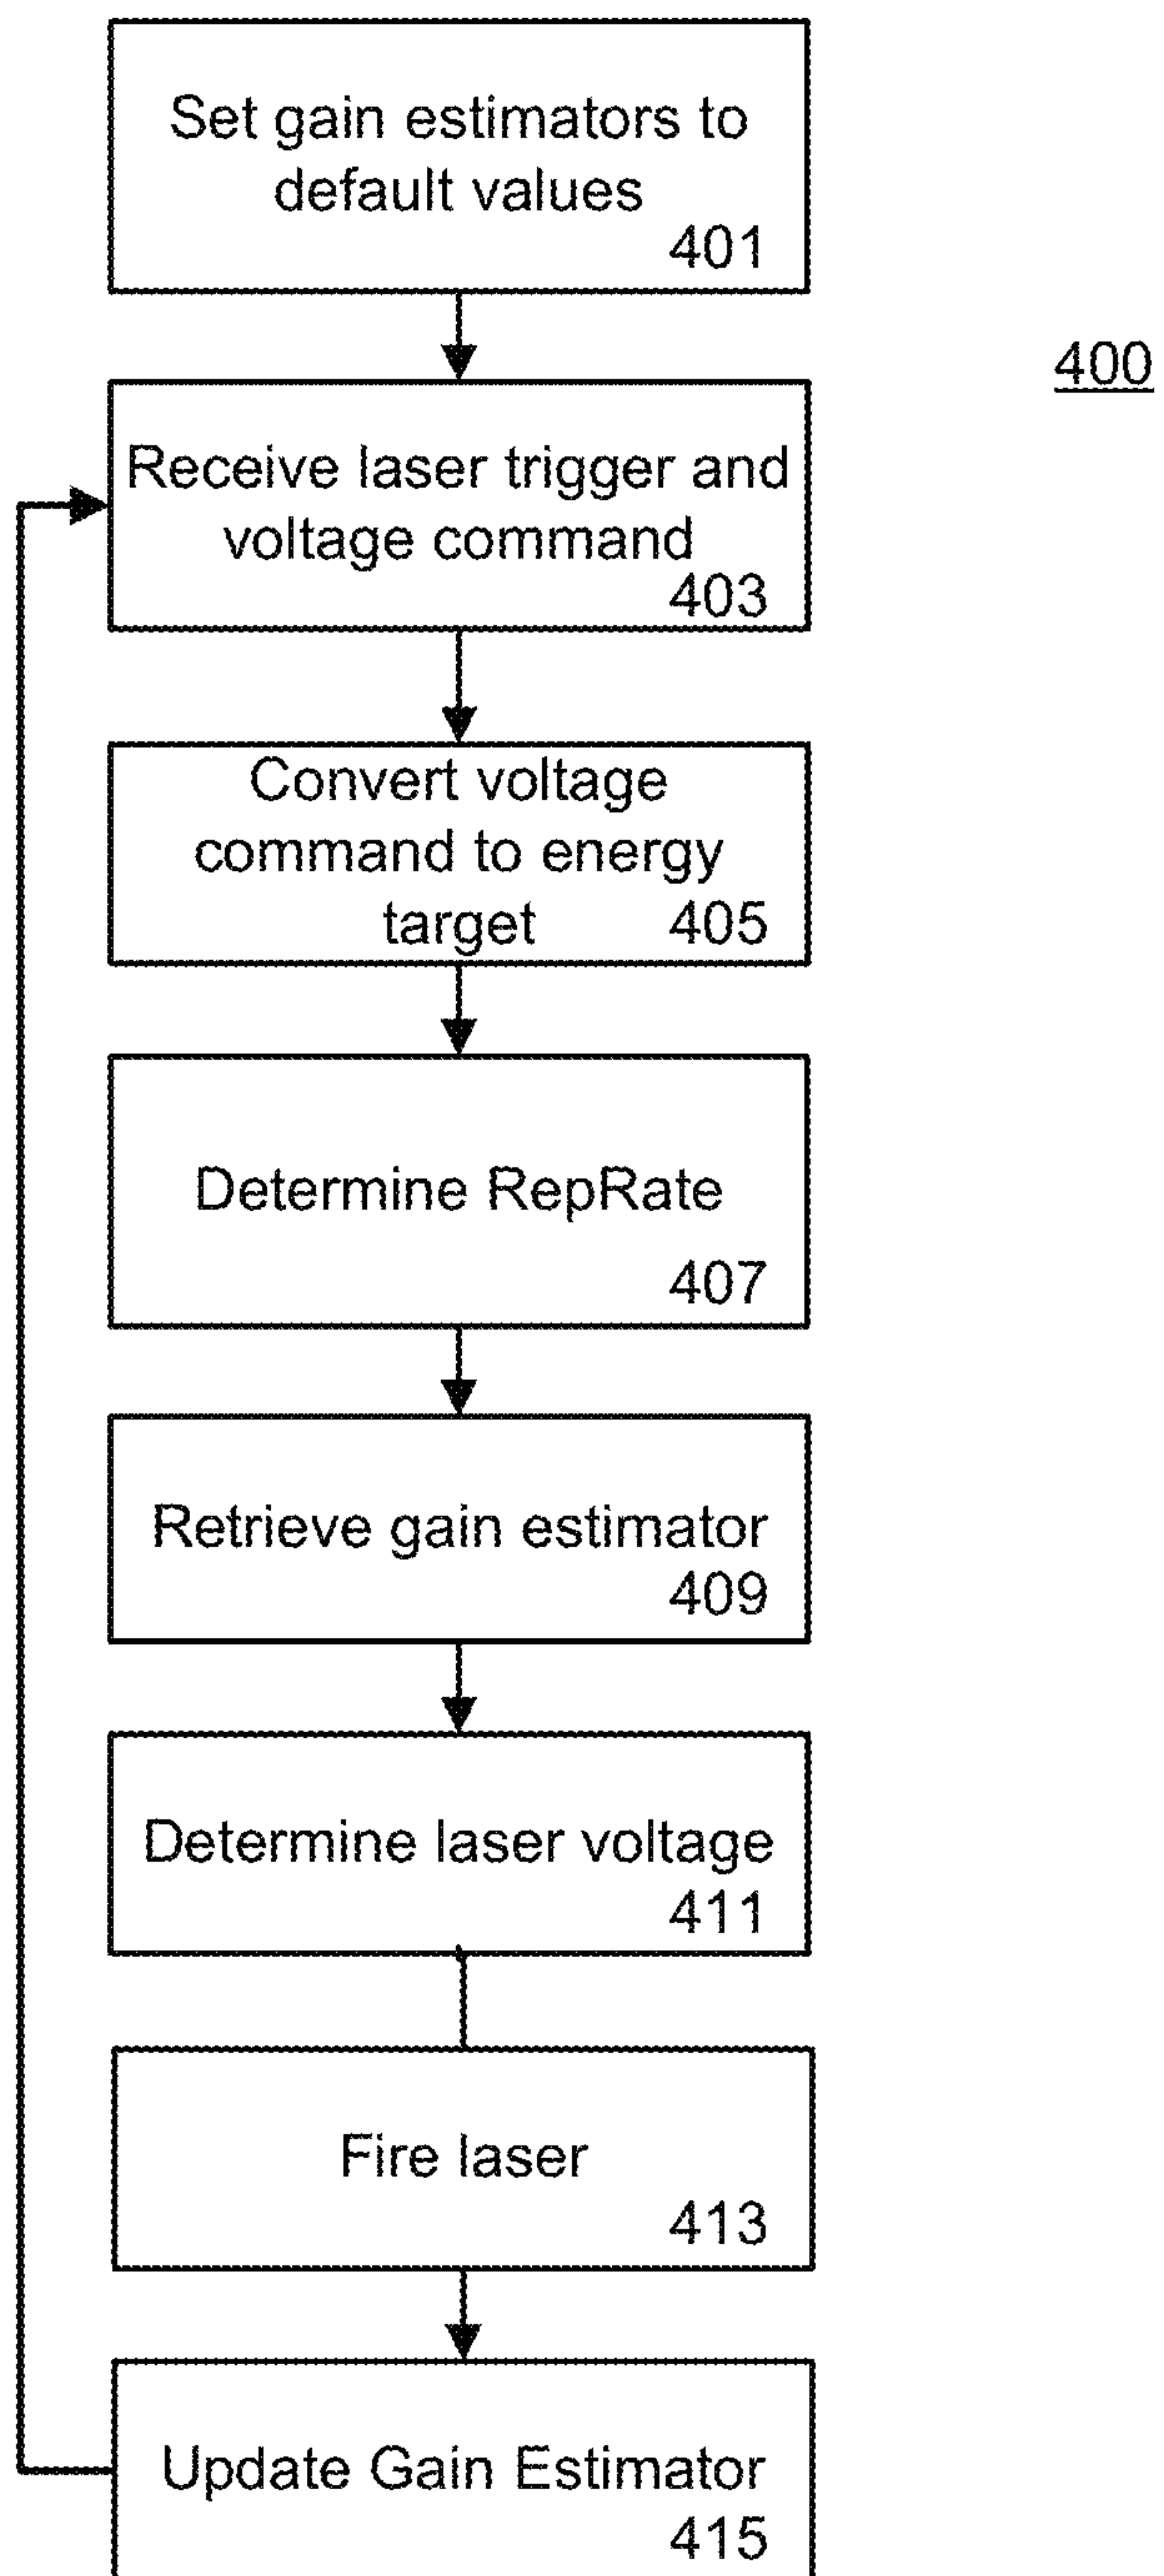 Set gain estimators to
default values
401
400
Receive laser trigger and
voltage command
403
Convert voltage
command to energy
target 405
Determine RepRate
407
Retrieve gain estimator
409
Determine laser voltage
411
Fire laser
413
Update Gain Estimator
415